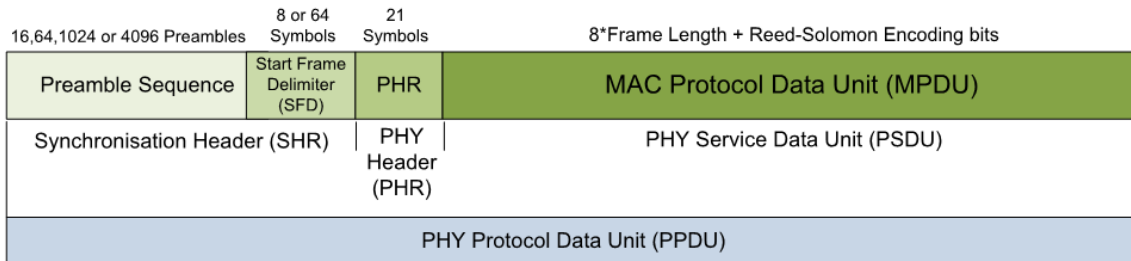 16,64,1024 or 4096 Preambles
8 or 64
Symbols
21
Symbols
8*Frame Length + Reed-Solomon Encoding bits
Preamble Sequence
Start Frame
Delimiter
(SFD)
PHR
MAC Protocol Data Unit (MPDU)
Synchronisation Header (SHR)
PHY
Header
(PHR)
PHY Service Data Unit (PSDU)
PHY Protocol Data Unit (PPDU)